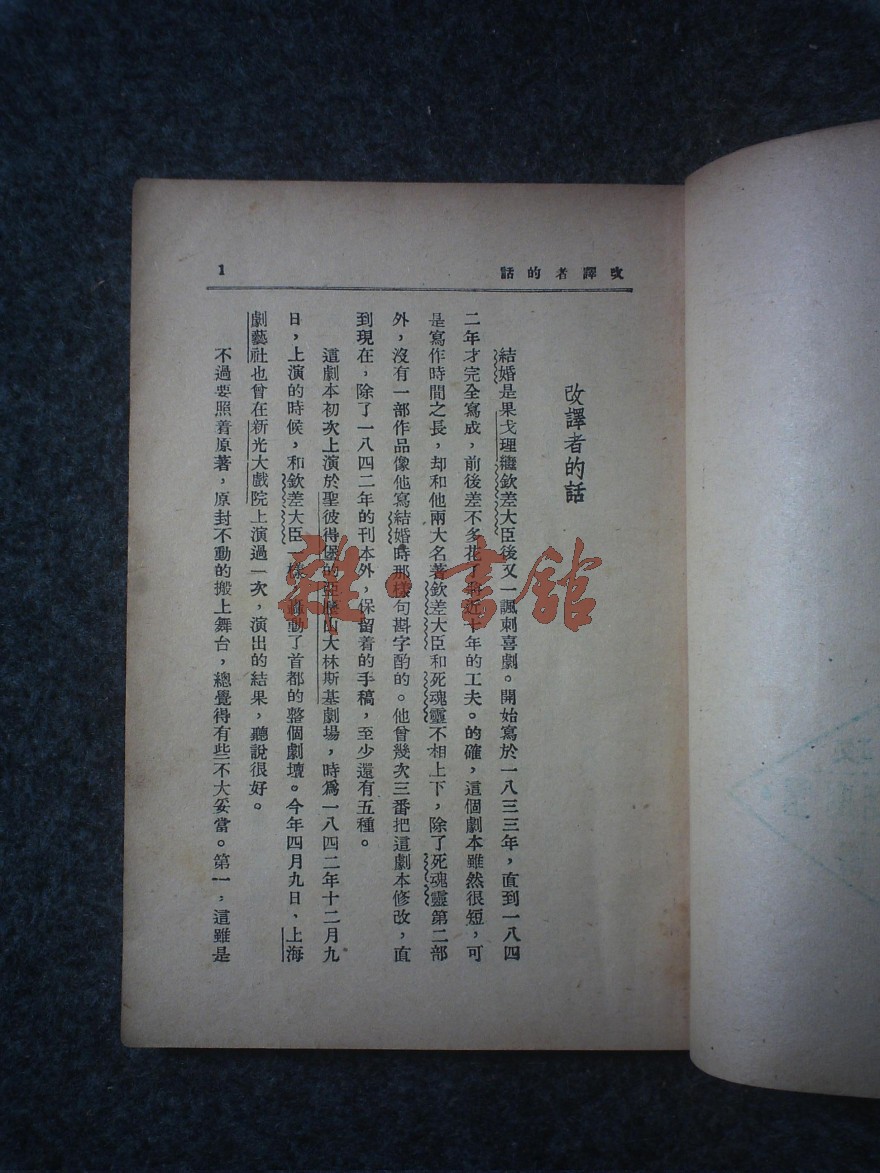 改譯者的話
1
改譯者的話
結婚是果戈理繼欽差大臣後又一諷刺喜劇。開始寫於一八三三年,直到一八四
二年才完全寫成,前後差不多花了將近十年的工夫。的確,這個劇本雖然很短,可
是寫作時間之長,却和他兩大名著欽差大臣和死魂靈不相上下,除了死魂靈第二部
外,沒有一部作品像他寫結婚時那樣句斟字酌的。他曾幾次三番把這劇本修改,直
到現在,除了一八四二年的刊本外,保留着的手稿,至少還有五種。
這劇本初次上演於聖彼得堡的亞歷山大林斯基劇場,時爲一八四二年十二月九
日,上演的時候,和欽差大臣一樣,轟動了首都的整個劇壇。今年四月九日,上海
劇藝社也曾在新光大戲院上演過一次,演出的結果,聽說很好。
不過要照着原著,原封不動的搬上舞台,總覺得有些不大妥當。第一,這雖是
雜·書館